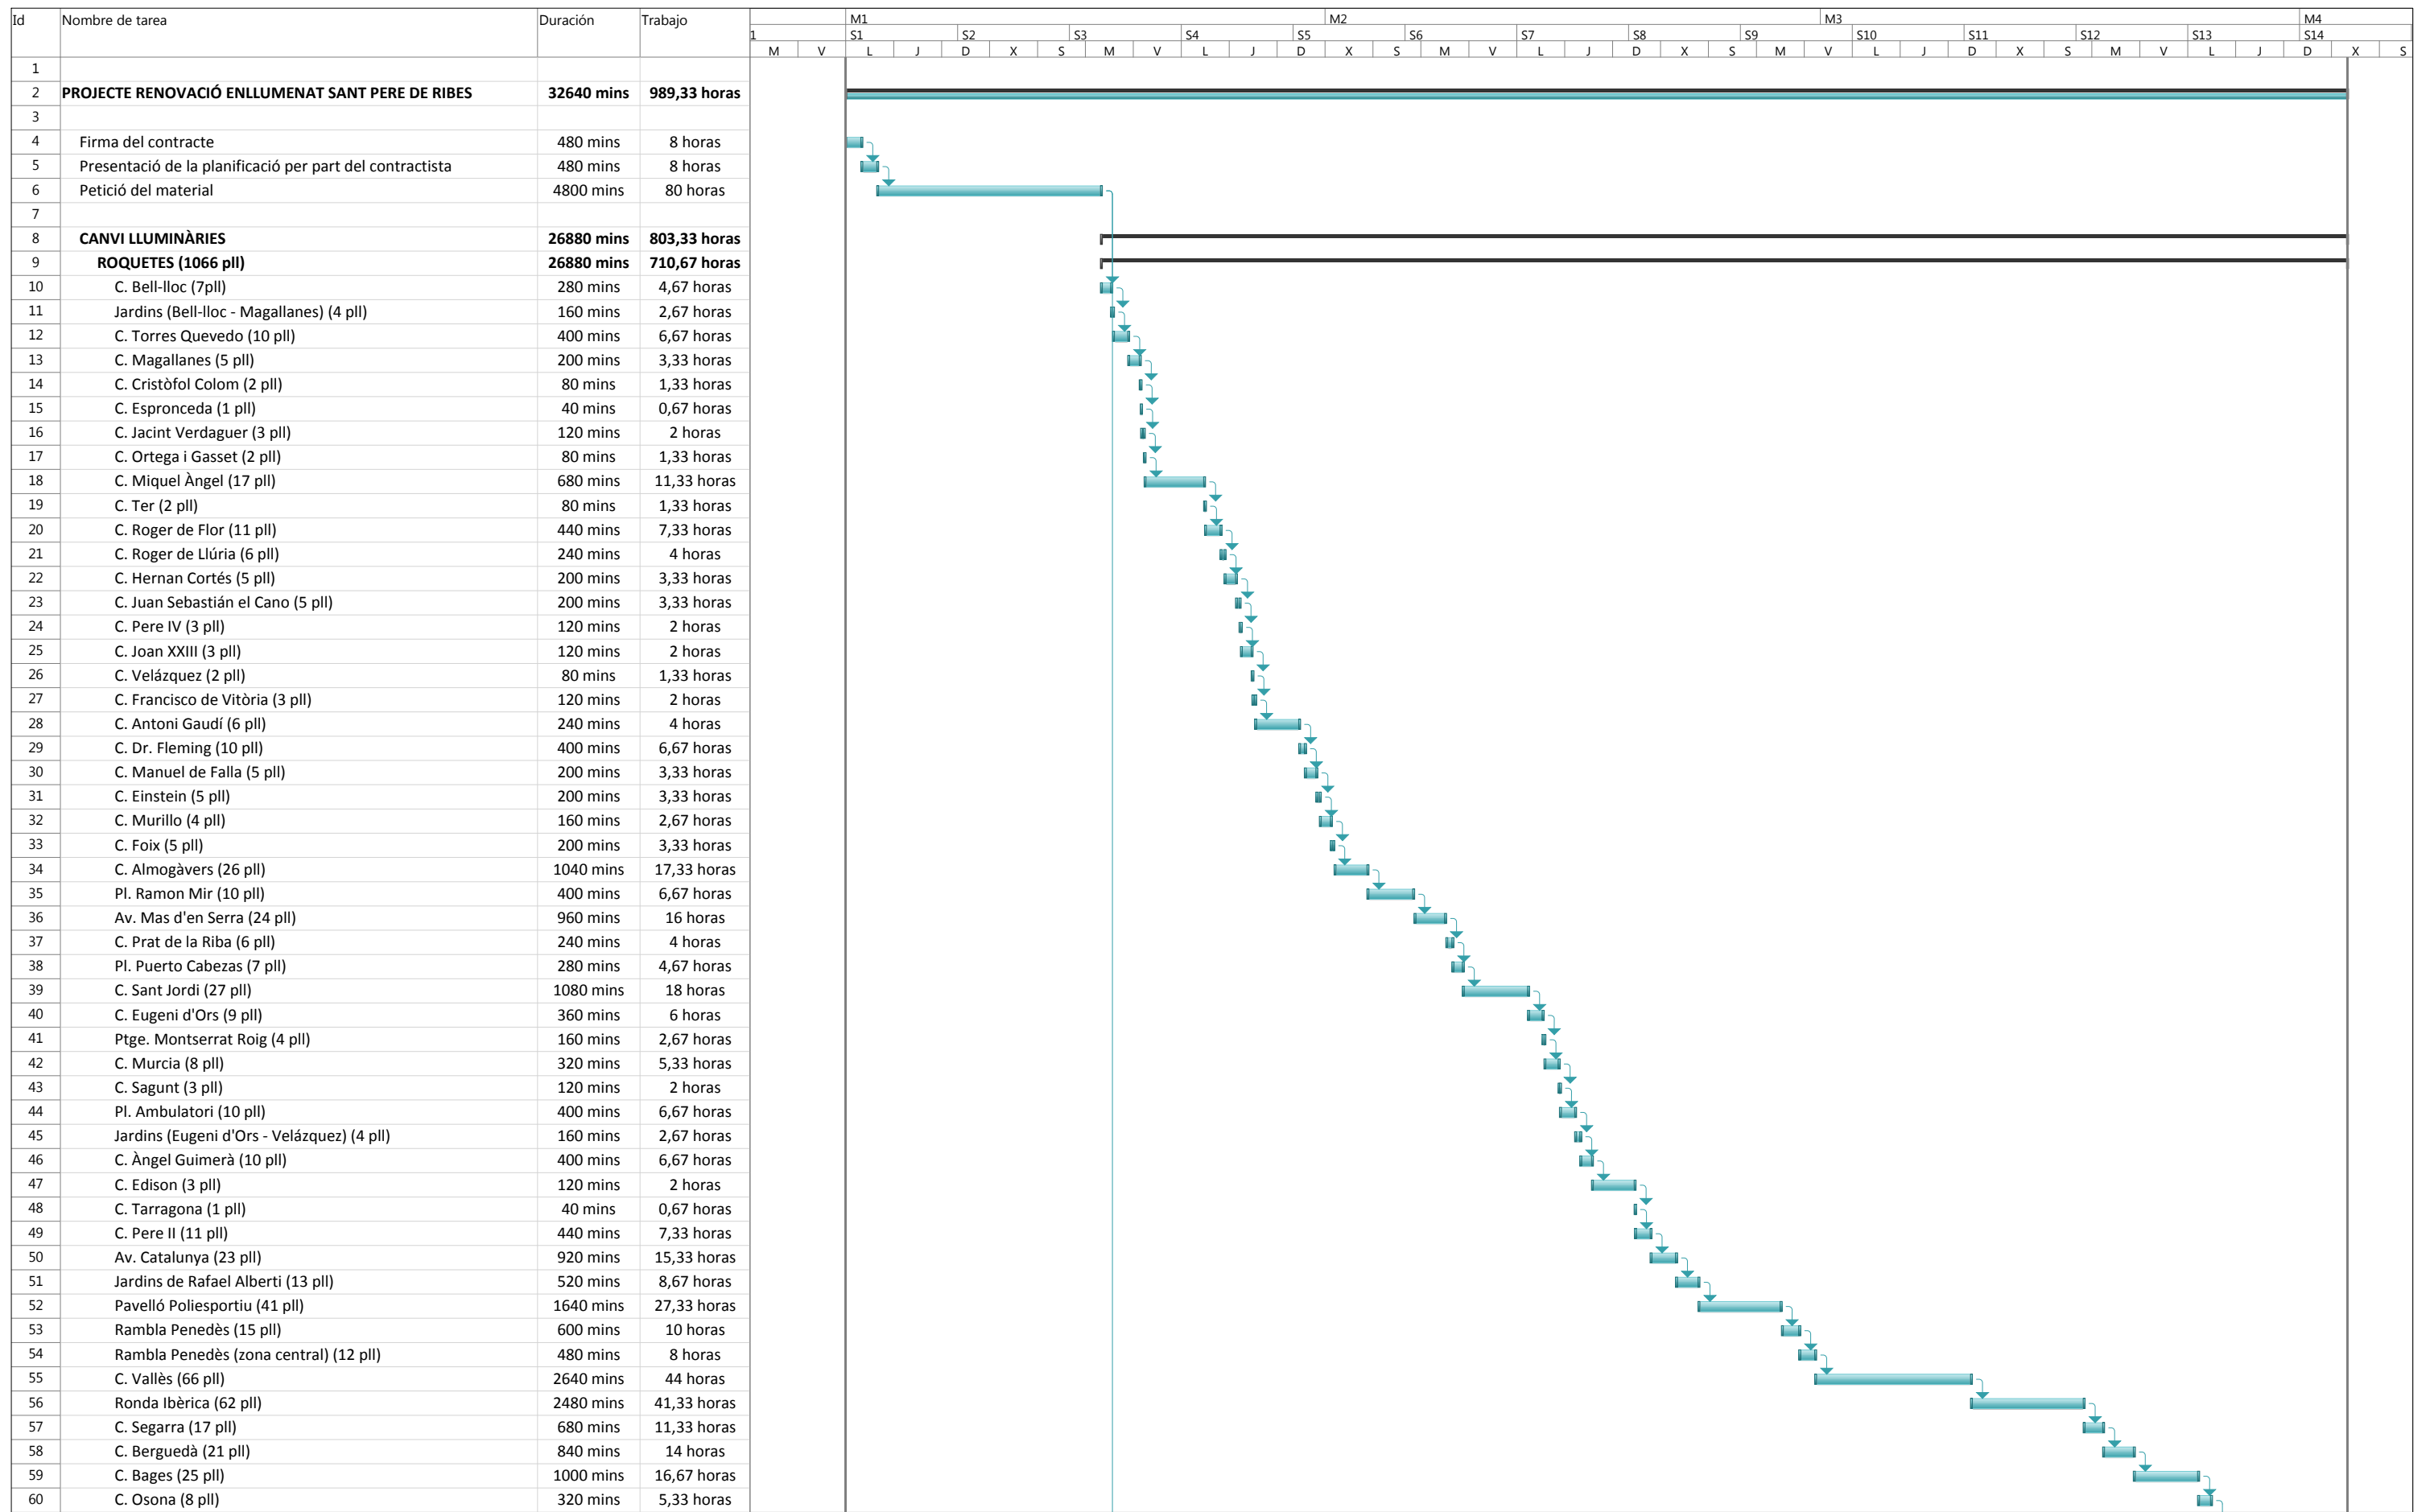 Id Nombre de tarea Duración Trabajo
M1 M2 M3 M4
1 S1 S2 S3 S4 S5 S6 S7 S8 S9 S10 S11 S12 S13 S14
M V L J D X S M V L J D X S M V L J D X S M V L J D X S M V L J D X S
1
2 PROJECTE RENOVACIÓ ENLLUMENAT SANT PERE DE RIBES 32640 mins 989,33 horas
3
4 Firma del contracte 480 mins 8 horas
5 Presentació de la planificació per part del contractista 480 mins 8 horas
6 Petició del material 4800 mins 80 horas
7
8 CANVI LLUMINÀRIES 26880 mins 803,33 horas
9 ROQUETES (1066 pll) 26880 mins 710,67 horas
10 C. Bell-lloc (7pll) 280 mins 4,67 horas
11 Jardins (Bell-lloc - Magallanes) (4 pll) 160 mins 2,67 horas
12 C. Torres Quevedo (10 pll) 400 mins 6,67 horas
13 C. Magallanes (5 pll) 200 mins 3,33 horas
14 C. Cristòfol Colom (2 pll) 80 mins 1,33 horas
15 C. Espronceda (1 pll) 40 mins 0,67 horas
16 C. Jacint Verdaguer (3 pll) 120 mins 2 horas
17 C. Ortega i Gasset (2 pll) 80 mins 1,33 horas
18 C. Miquel Àngel (17 pll) 680 mins 11,33 horas
19 C. Ter (2 pll) 80 mins 1,33 horas
20 C. Roger de Flor (11 pll) 440 mins 7,33 horas
21 C. Roger de Llúria (6 pll) 240 mins 4 horas
22 C. Hernan Cortés (5 pll) 200 mins 3,33 horas
23 C. Juan Sebastián el Cano (5 pll) 200 mins 3,33 horas
24 C. Pere IV (3 pll) 120 mins 2 horas
25 C. Joan XXIII (3 pll) 120 mins 2 horas
26 C. Velázquez (2 pll) 80 mins 1,33 horas
27 C. Francisco de Vitòria (3 pll) 120 mins 2 horas
28 C. Antoni Gaudí (6 pll) 240 mins 4 horas
29 C. Dr. Fleming (10 pll) 400 mins 6,67 horas
30 C. Manuel de Falla (5 pll) 200 mins 3,33 horas
31 C. Einstein (5 pll) 200 mins 3,33 horas
32 C. Murillo (4 pll) 160 mins 2,67 horas
33 C. Foix (5 pll) 200 mins 3,33 horas
34 C. Almogàvers (26 pll) 1040 mins 17,33 horas
35 Pl. Ramon Mir (10 pll) 400 mins 6,67 horas
36 Av. Mas d'en Serra (24 pll) 960 mins 16 horas
37 C. Prat de la Riba (6 pll) 240 mins 4 horas
38 Pl. Puerto Cabezas (7 pll) 280 mins 4,67 horas
39 C. Sant Jordi (27 pll) 1080 mins 18 horas
40 C. Eugeni d'Ors (9 pll) 360 mins 6 horas
41 Ptge. Montserrat Roig (4 pll) 160 mins 2,67 horas
42 C. Murcia (8 pll) 320 mins 5,33 horas
43 C. Sagunt (3 pll) 120 mins 2 horas
44 Pl. Ambulatori (10 pll) 400 mins 6,67 horas
45 Jardins (Eugeni d'Ors - Velázquez) (4 pll) 160 mins 2,67 horas
46 C. Àngel Guimerà (10 pll) 400 mins 6,67 horas
47 C. Edison (3 pll) 120 mins 2 horas
48 C. Tarragona (1 pll) 40 mins 0,67 horas
49 C. Pere II (11 pll) 440 mins 7,33 horas
50 Av. Catalunya (23 pll) 920 mins 15,33 horas
51 Jardins de Rafael Alberti (13 pll) 520 mins 8,67 horas
52 Pavelló Poliesportiu (41 pll) 1640 mins 27,33 horas
53 Rambla Penedès (15 pll) 600 mins 10 horas
54 Rambla Penedès (zona central) (12 pll) 480 mins 8 horas
55 C. Vallès (66 pll) 2640 mins 44 horas
56 Ronda Ibèrica (62 pll) 2480 mins 41,33 horas
57 C. Segarra (17 pll) 680 mins 11,33 horas
58 C. Berguedà (21 pll) 840 mins 14 horas
59 C. Bages (25 pll) 1000 mins 16,67 horas
60 C. Osona (8 pll) 320 mins 5,33 horas